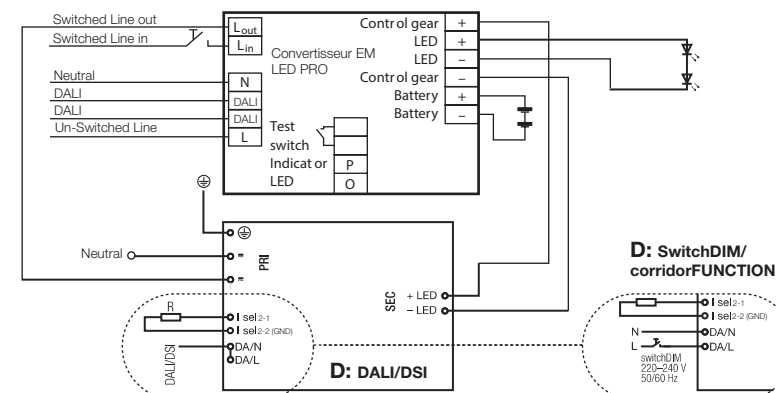 Switched Line out
Switched Line in
Neutral
DALI
DALI
Un-Switched Line
Lout
Lin
N
DALI
DALI
L
Convertisseur EM
LED PRO
Test
switch
Indicat or
LED
P
O
Control gear +
LED +
LED –
Control gear –
Battery +
Battery –
Neutral
PRI
SEC
+ LED
– LED
R
I sel2-1
I sel2-2 (GND)
DA/N
DA/L
DALI/DSI
D: DALI/DSI
D: SwitchDIM/
corridorFUNCTION
I sel2-1
I sel2-2 (GND)
N
DA/N
L
DA/L
switchDIM
220–240 V
50/60 Hz